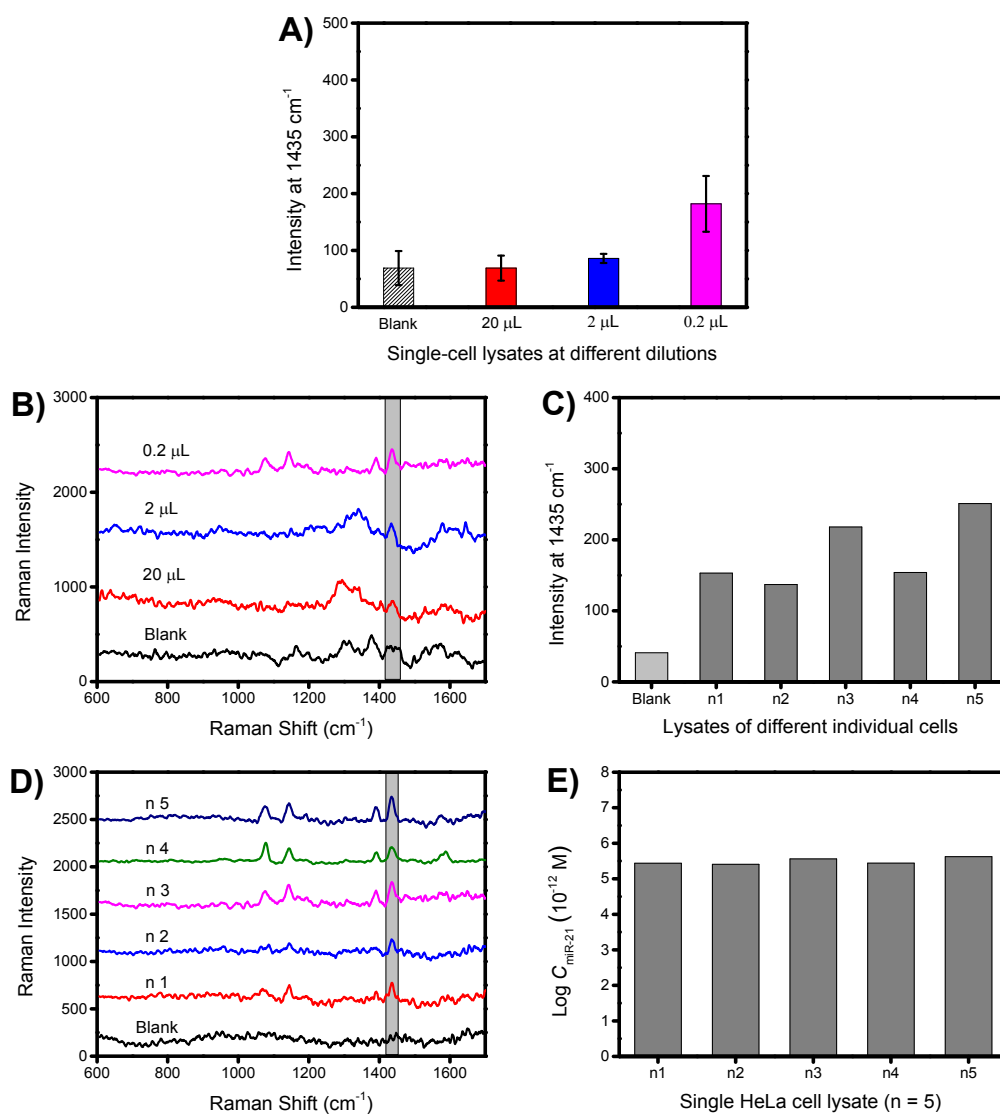 A)
500
400
300
200
100
0
Intensity at 1435 cm⁻¹
Blank 20 µL 2 µL 0.2 µL
Single-cell lysates at different dilutions
B)
3000
2000
1000
0
Raman Intensity
0.2 µL
2 µL
20 µL
Blank
600 800 1000 1200 1400 1600
Raman Shift (cm⁻¹)
C)
400
300
200
100
0
Intensity at 1435 cm⁻¹
Blank n1 n2 n3 n4 n5
Lysates of different individual cells
D)
3000
2500
2000
1500
1000
500
0
Raman Intensity
n 5
n 4
n 3
n 2
n 1
Blank
600 800 1000 1200 1400 1600
Raman Shift (cm⁻¹)
E)
8
7
6
5
4
3
2
1
0
Log C miR-21 (10⁻¹² M)
n1 n2 n3 n4 n5
Single HeLa cell lysate (n = 5)